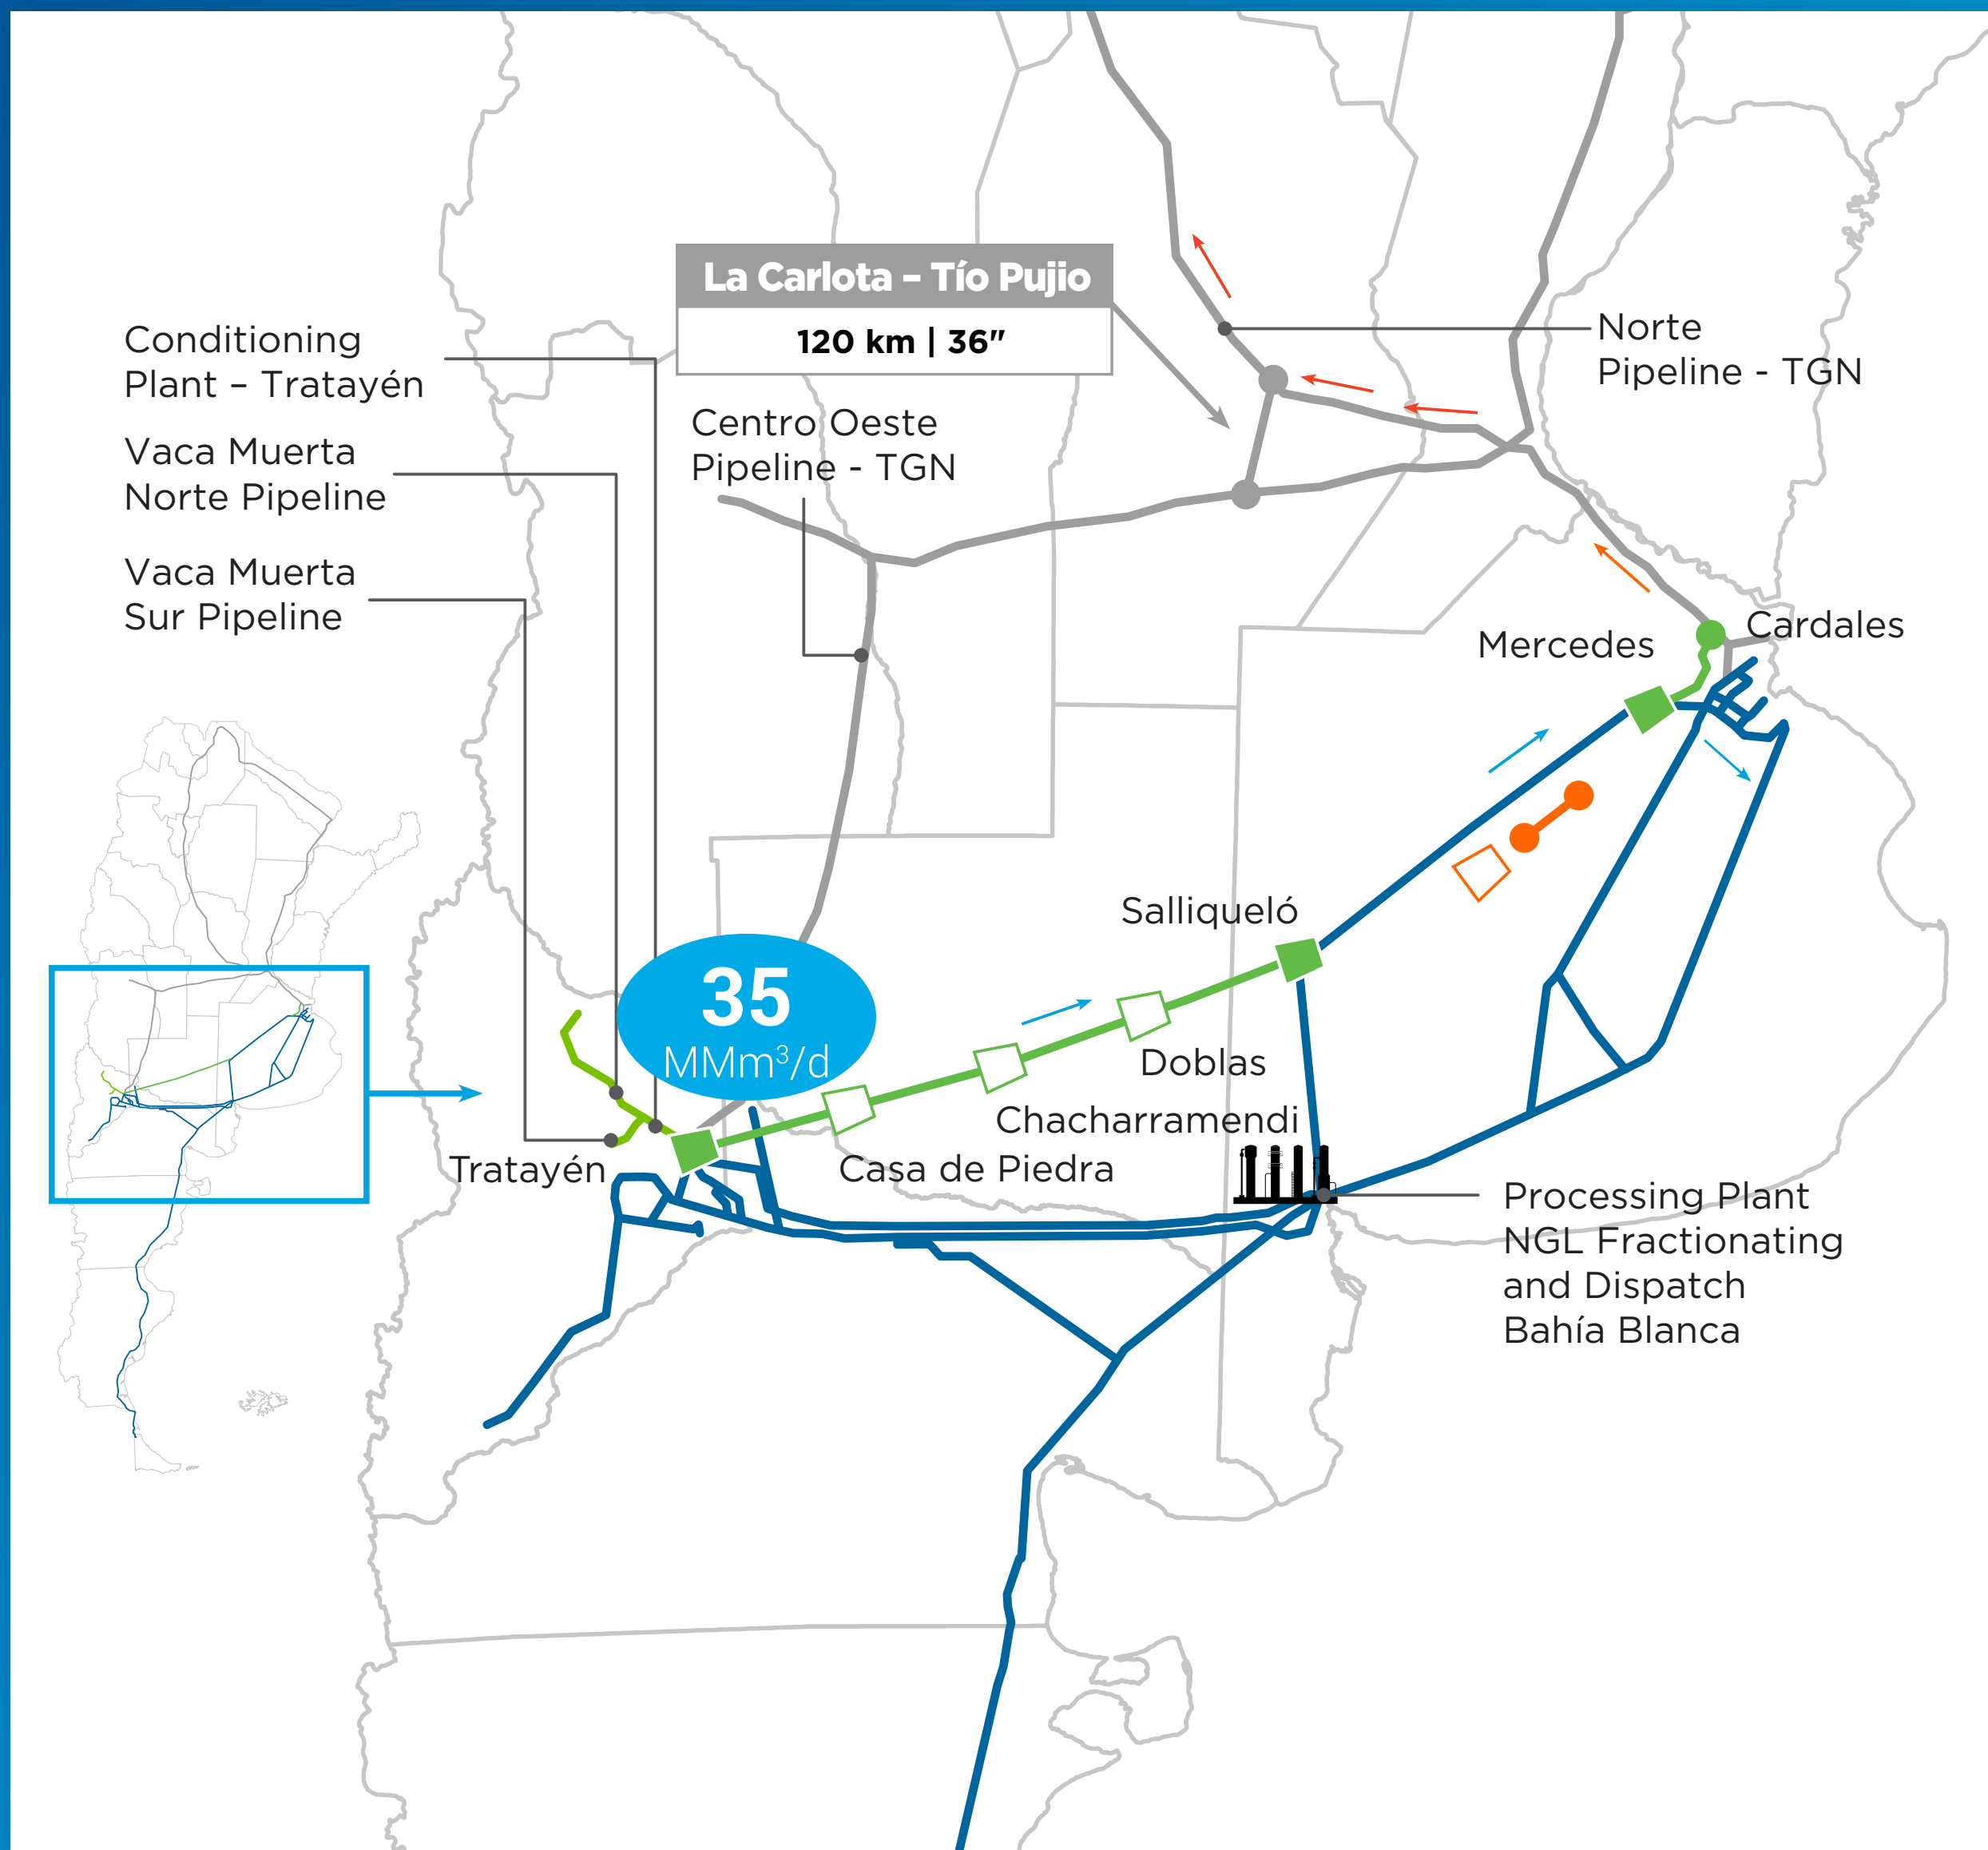 La Carlota – Tío Pujio
120 km | 36"
Norte
Pipeline - TGN
Conditioning
Plant – Tratayén
Centro Oeste
Pipeline - TGN
Vaca Muerta
Norte Pipeline
Vaca Muerta
Sur Pipeline
Cardales
Mercedes
Salliqueló
35
MMm³/d
Doblas
Chacharramendi
Casa de Piedra
Tratayén
Processing Plant
NGL Fractionating
and Dispatch
Bahía Blanca